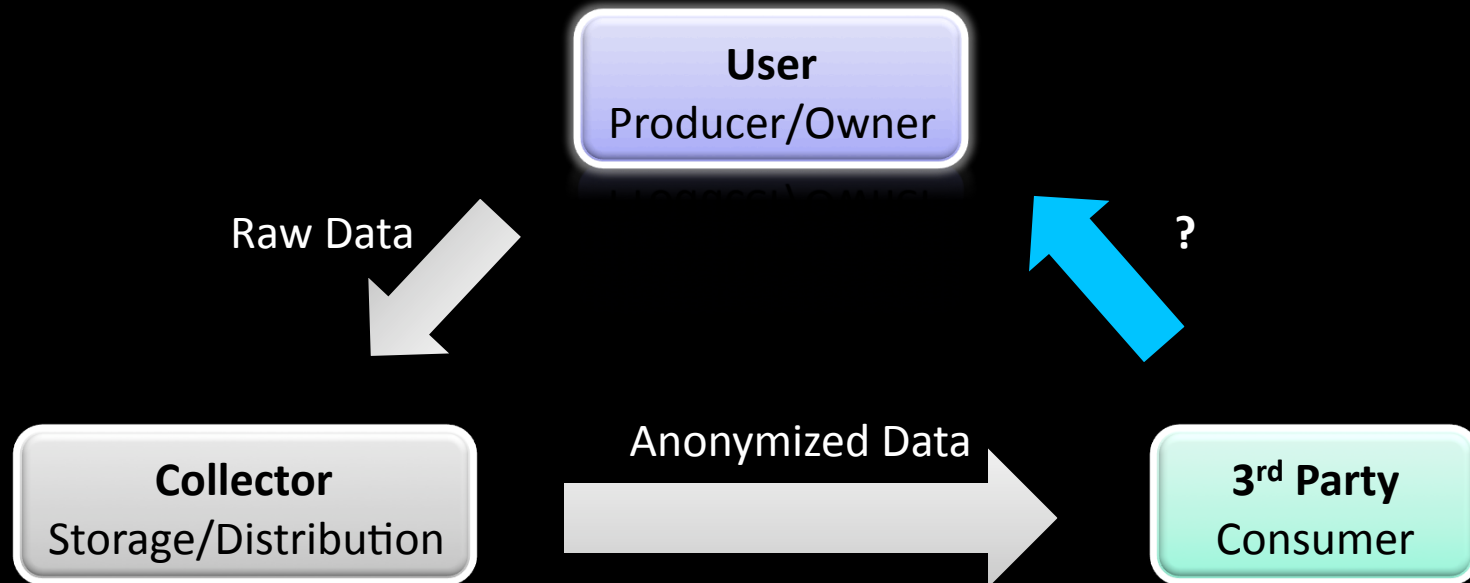 User
Producer/Owner
Raw Data
?
Anonymized Data
Collector
Storage/Distribution
3rd Party
Consumer